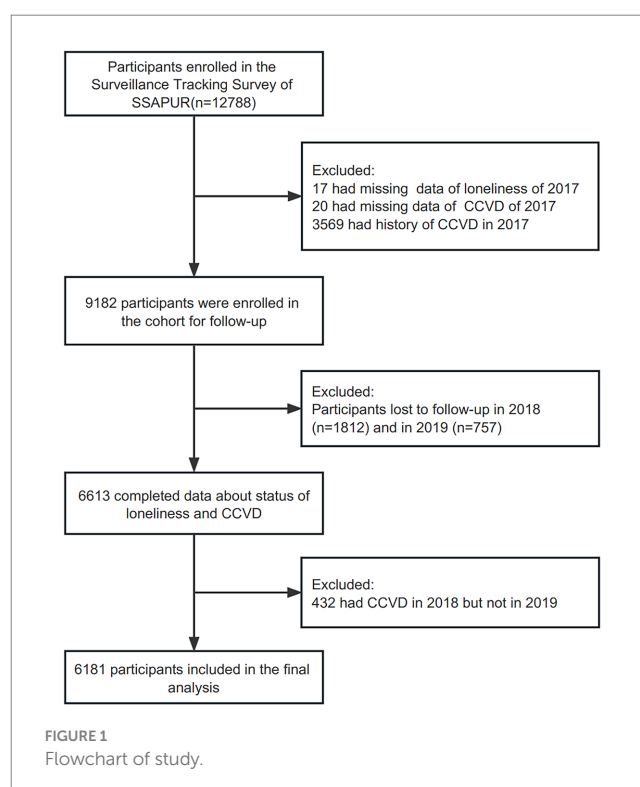 Participants enrolled in the
Surveillance Tracking Survey of
SSAPUR(n=12788)
Excluded:
17 had missing data of loneliness of 2017
20 had missing data of CCVD of 2017
3569 had history of CCVD in 2017
9182 participants were enrolled in
the cohort for follow-up
Excluded:
Participants lost to follow-up in 2018
(n=1812) and in 2019 (n=757)
6613 completed data about status of
loneliness and CCVD
Excluded:
432 had CCVD in 2018 but not in 2019
6181 participants included in the final
analysis
FIGURE 1
Flowchart of study.